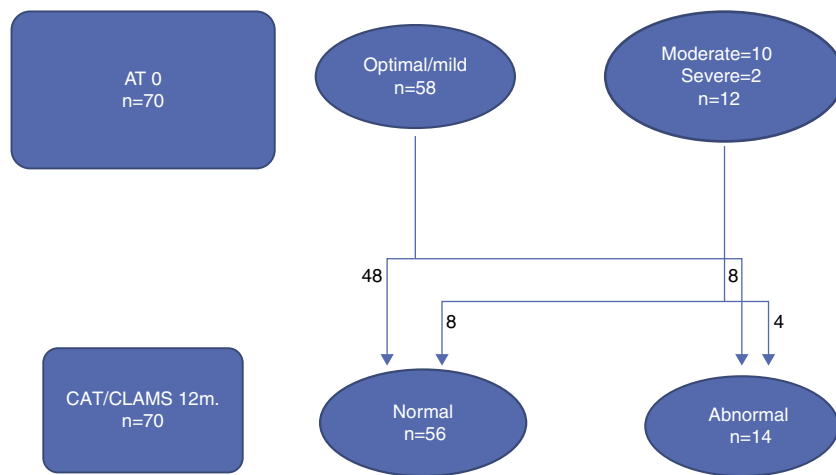 AT 0
n=70
Optimal/mild
n=58
Moderate=10
Severe=2
n=12
48
8
8
4
CAT/CLAMS 12m.
n=70
Normal
n=56
Abnormal
n=14